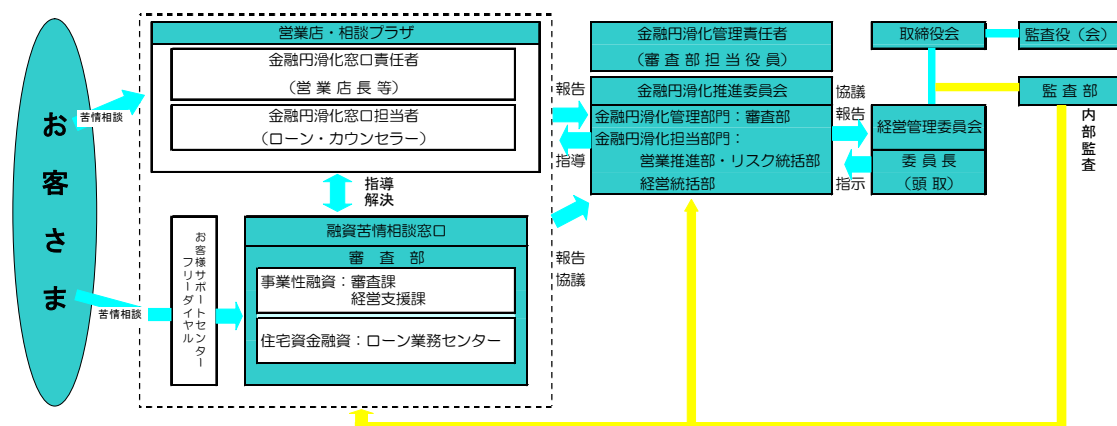 お客さま
苦情相談
営業店・相談プラザ
金融円滑化窓口責任者
(営業店長等)
金融円滑化窓口担当者
(ローン・カウンセラー)
指導
解決
苦情相談
お客様サポートセンター
フリーダイヤル
融資苦情相談窓口
審査部
事業性融資：審査課
経営支援課
住宅資金融資：ローン業務センター
報告
指導
報告
協議
金融円滑化管理責任者
(審査部担当役員)
金融円滑化推進委員会
金融円滑化管理部門：審査部
金融円滑化担当部門：
営業推進部・リスク統括部
経営統括部
協議
報告
指示
取締役会
監査役(会)
監査部
内部監査
経営管理委員会
委員長
(頭取)